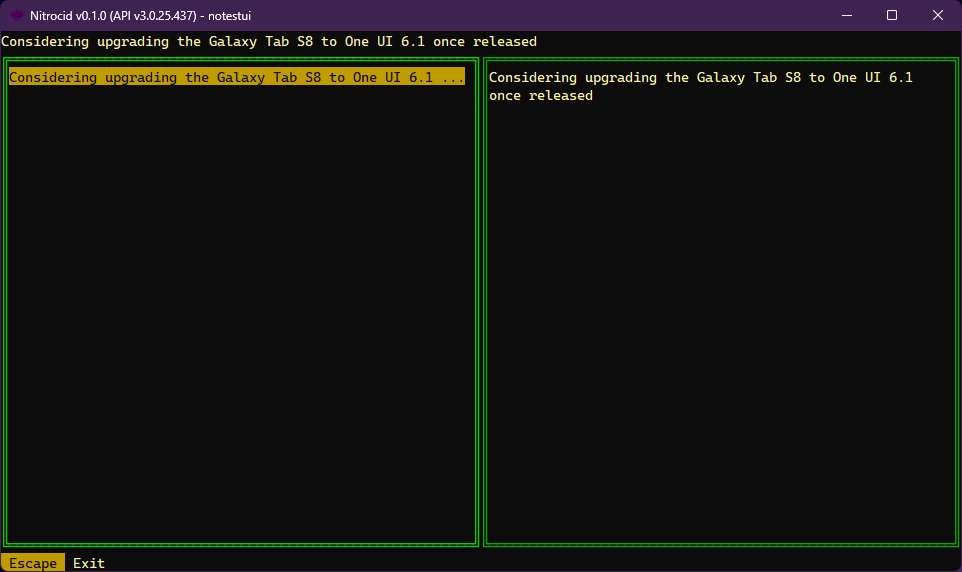 Nitrocid v0.1.0 (API v3.0.25.437) - notestui
Considering upgrading the Galaxy Tab S8 to One UI 6.1 once released
Considering upgrading the Galaxy Tab S8 to One UI 6.1 ...
Considering upgrading the Galaxy Tab S8 to One UI 6.1
once released
Escape Exit